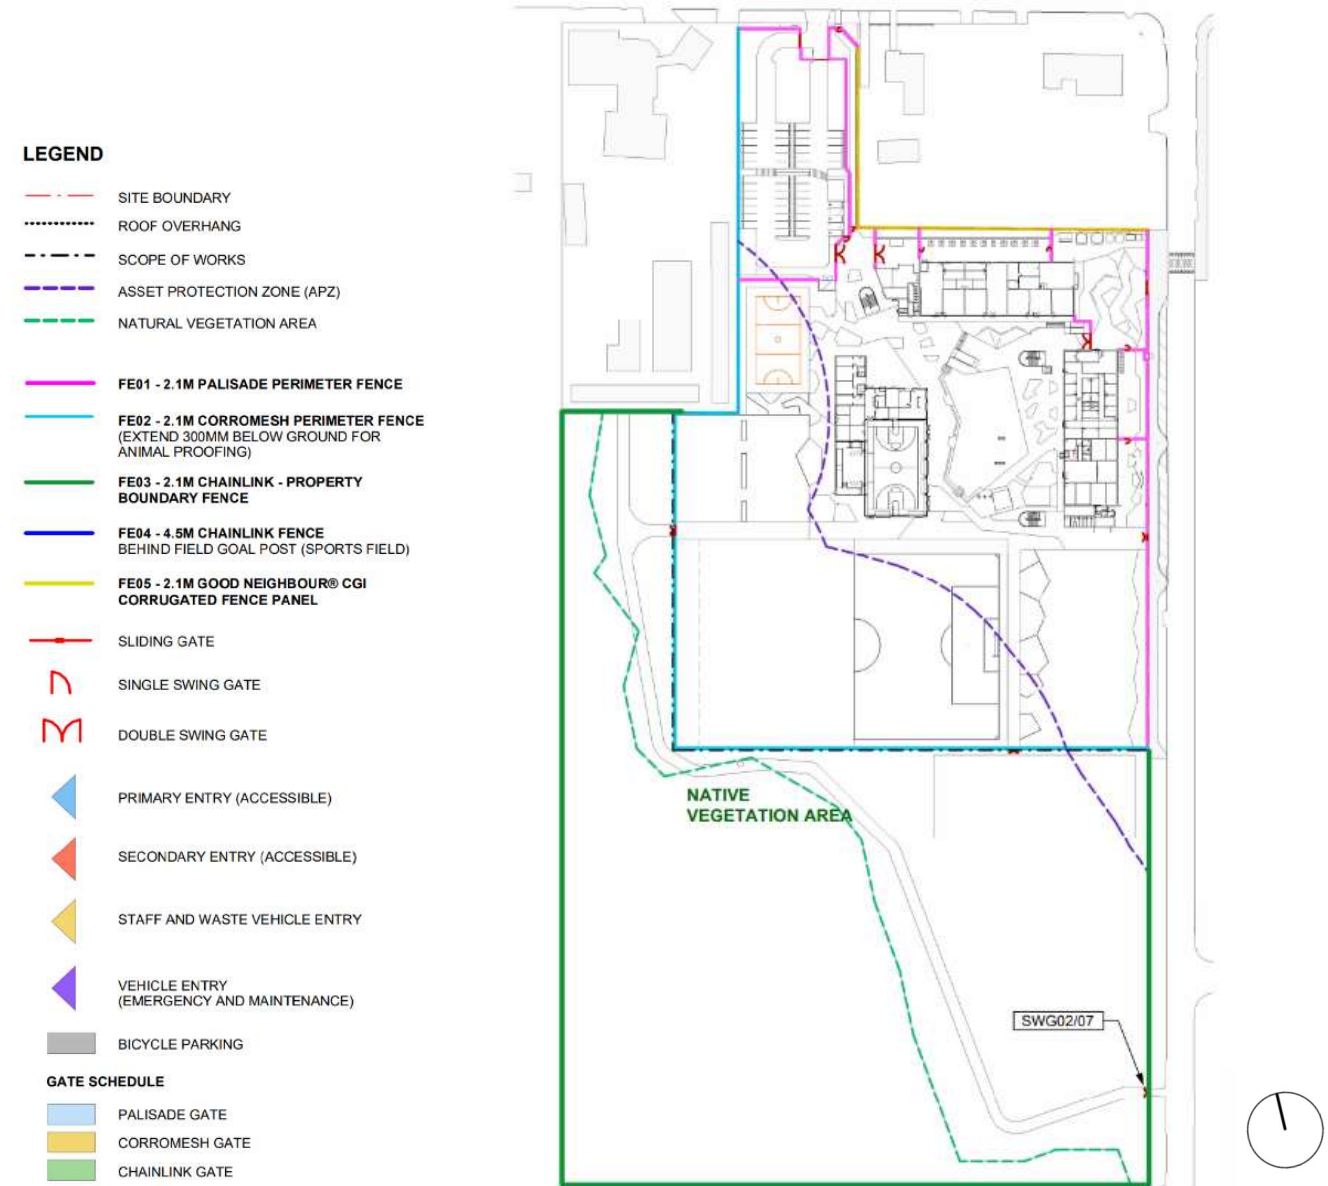 LEGEND
SITE BOUNDARY
ROOF OVERHANG
SCOPE OF WORKS
ASSET PROTECTION ZONE (APZ)
NATURAL VEGETATION AREA
FE01 - 2.1M PALISADE PERIMETER FENCE
FE02 - 2.1M CORROMESH PERIMETER FENCE
(EXTEND 300MM BELOW GROUND FOR
ANIMAL PROOFING)
FE03 - 2.1M CHAINLINK - PROPERTY
BOUNDARY FENCE
FE04 - 4.5M CHAINLINK FENCE
BEHIND FIELD GOAL POST (SPORTS FIELD)
FE05 - 2.1M GOOD NEIGHBOUR® CGI
CORRUGATED FENCE PANEL
SLIDING GATE
SINGLE SWING GATE
DOUBLE SWING GATE
PRIMARY ENTRY (ACCESSIBLE)
SECONDARY ENTRY (ACCESSIBLE)
STAFF AND WASTE VEHICLE ENTRY
VEHICLE ENTRY
(EMERGENCY AND MAINTENANCE)
BICYCLE PARKING
GATE SCHEDULE
PALISADE GATE
CORROMESH GATE
CHAINLINK GATE
NATIVE
VEGETATION AREA
SWG02/07